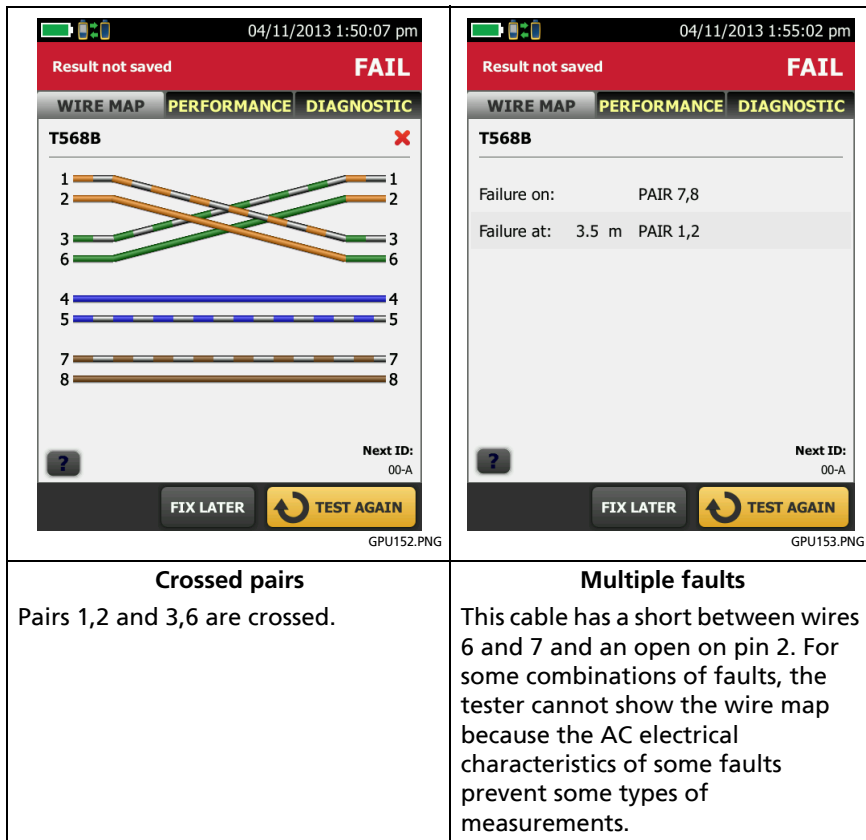 04/11/2013 1:50:07 pm
Result not saved FAIL
WIRE MAP PERFORMANCE DIAGNOSTIC
T568B
1 1
2 2
3 3
6 6
4 4
5 5
7 7
8 8
?
Next ID:
00-A
FIX LATER TEST AGAIN
GPU152.PNG
Crossed pairs
Pairs 1,2 and 3,6 are crossed.
04/11/2013 1:55:02 pm
Result not saved FAIL
WIRE MAP PERFORMANCE DIAGNOSTIC
T568B
Failure on: PAIR 7,8
Failure at: 3.5 m PAIR 1,2
?
Next ID:
00-A
FIX LATER TEST AGAIN
GPU153.PNG
Multiple faults
This cable has a short between wires
6 and 7 and an open on pin 2. For
some combinations of faults, the
tester cannot show the wire map
because the AC electrical
characteristics of some faults
prevent some types of
measurements.